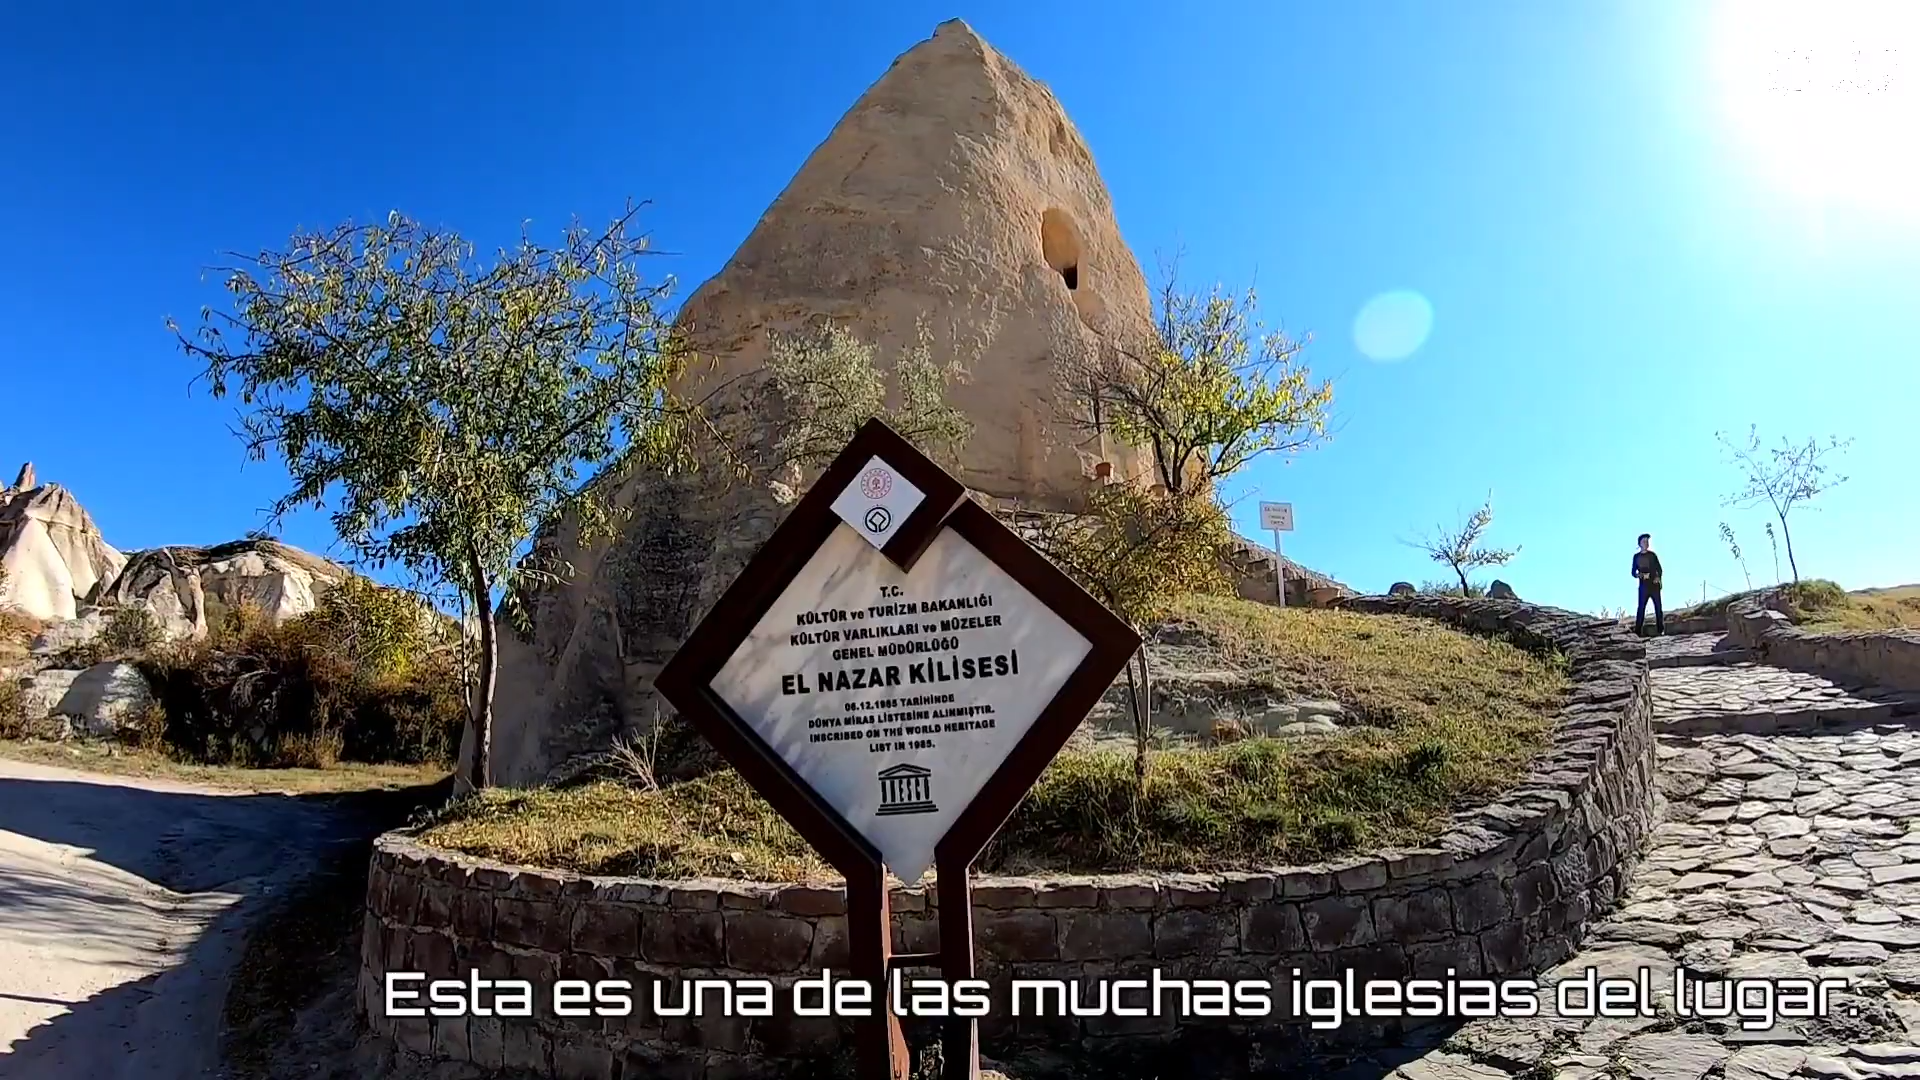 T.C.
KÜLTÜR ve TURİZM BAKANLIĞI
KÜLTÜR VARLIKLARI ve MÜZELER
GENEL MÜDÜRLÜĞÜ
EL NAZAR KİLİSESİ
06.12.1985 TARİHİNDE
DÜNYA MİRAS LİSTESİNE ALINMIŞTIR.
INSCRIBED ON THE WORLD HERITAGE
LIST IN 1985.
UNESCO
Esta es una de las muchas iglesias del lugar.